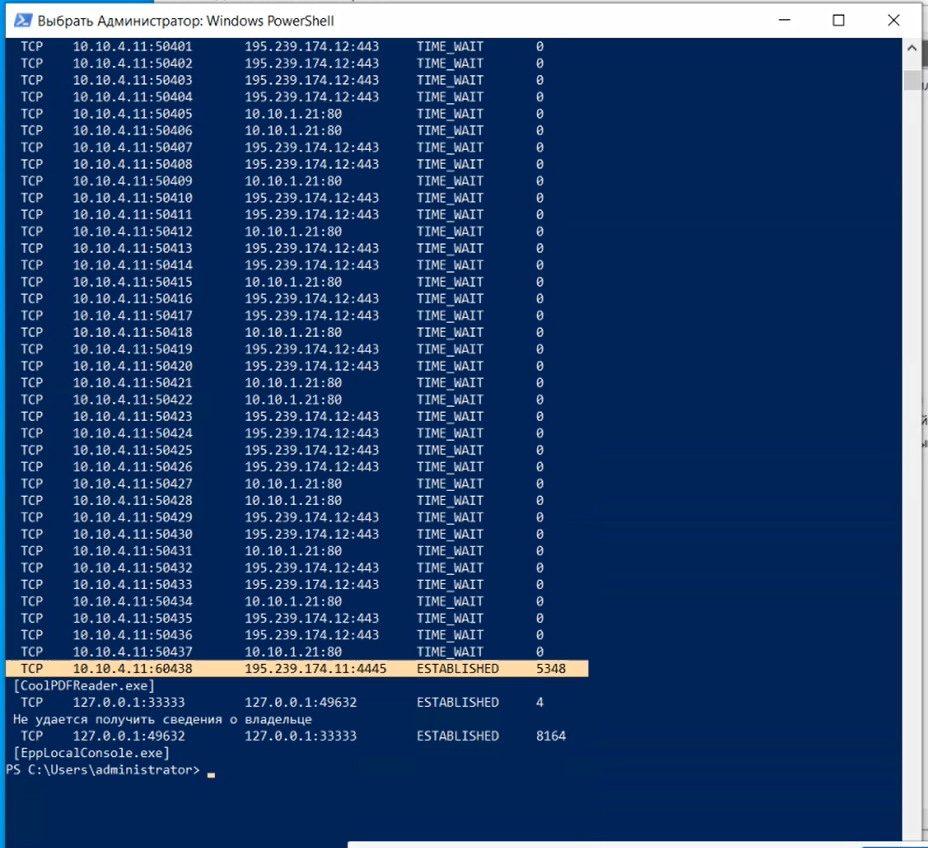 Выбрать Администратор: Windows PowerShell
TCP 10.10.4.11:50401 195.239.174.12:443 TIME_WAIT 0
TCP 10.10.4.11:50402 195.239.174.12:443 TIME_WAIT 0
TCP 10.10.4.11:50403 195.239.174.12:443 TIME_WAIT 0
TCP 10.10.4.11:50404 195.239.174.12:443 TIME_WAIT 0
TCP 10.10.4.11:50405 10.10.1.21:80 TIME_WAIT 0
TCP 10.10.4.11:50406 10.10.1.21:80 TIME_WAIT 0
TCP 10.10.4.11:50407 195.239.174.12:443 TIME_WAIT 0
TCP 10.10.4.11:50408 195.239.174.12:443 TIME_WAIT 0
TCP 10.10.4.11:50409 10.10.1.21:80 TIME_WAIT 0
TCP 10.10.4.11:50410 195.239.174.12:443 TIME_WAIT 0
TCP 10.10.4.11:50411 195.239.174.12:443 TIME_WAIT 0
TCP 10.10.4.11:50412 10.10.1.21:80 TIME_WAIT 0
TCP 10.10.4.11:50413 195.239.174.12:443 TIME_WAIT 0
TCP 10.10.4.11:50414 195.239.174.12:443 TIME_WAIT 0
TCP 10.10.4.11:50415 10.10.1.21:80 TIME_WAIT 0
TCP 10.10.4.11:50416 195.239.174.12:443 TIME_WAIT 0
TCP 10.10.4.11:50417 195.239.174.12:443 TIME_WAIT 0
TCP 10.10.4.11:50418 10.10.1.21:80 TIME_WAIT 0
TCP 10.10.4.11:50419 195.239.174.12:443 TIME_WAIT 0
TCP 10.10.4.11:50420 195.239.174.12:443 TIME_WAIT 0
TCP 10.10.4.11:50421 10.10.1.21:80 TIME_WAIT 0
TCP 10.10.4.11:50422 10.10.1.21:80 TIME_WAIT 0
TCP 10.10.4.11:50423 195.239.174.12:443 TIME_WAIT 0
TCP 10.10.4.11:50424 195.239.174.12:443 TIME_WAIT 0
TCP 10.10.4.11:50425 195.239.174.12:443 TIME_WAIT 0
TCP 10.10.4.11:50426 195.239.174.12:443 TIME_WAIT 0
TCP 10.10.4.11:50427 10.10.1.21:80 TIME_WAIT 0
TCP 10.10.4.11:50428 10.10.1.21:80 TIME_WAIT 0
TCP 10.10.4.11:50429 195.239.174.12:443 TIME_WAIT 0
TCP 10.10.4.11:50430 195.239.174.12:443 TIME_WAIT 0
TCP 10.10.4.11:50431 10.10.1.21:80 TIME_WAIT 0
TCP 10.10.4.11:50432 195.239.174.12:443 TIME_WAIT 0
TCP 10.10.4.11:50433 195.239.174.12:443 TIME_WAIT 0
TCP 10.10.4.11:50434 10.10.1.21:80 TIME_WAIT 0
TCP 10.10.4.11:50435 195.239.174.12:443 TIME_WAIT 0
TCP 10.10.4.11:50436 195.239.174.12:443 TIME_WAIT 0
TCP 10.10.4.11:50437 10.10.1.21:80 TIME_WAIT 0
TCP 10.10.4.11:60438 195.239.174.11:4445 ESTABLISHED 5348
[CoolPDFReader.exe]
TCP 127.0.0.1:33333 127.0.0.1:49632 ESTABLISHED 4
Не удается получить сведения о владельце
TCP 127.0.0.1:49632 127.0.0.1:33333 ESTABLISHED 8164
[EppLocalConsole.exe]
PS C:\Users\administrator>